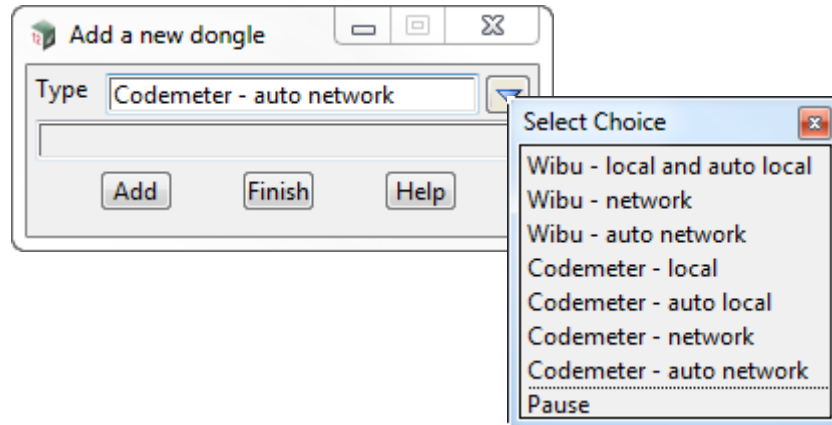 Add a new dongle
Type Codemeter - auto network
Add Finish Help
Select Choice
Wibu - local and auto local
Wibu - network
Wibu - auto network
Codemeter - local
Codemeter - auto local
Codemeter - network
Codemeter - auto network
Pause